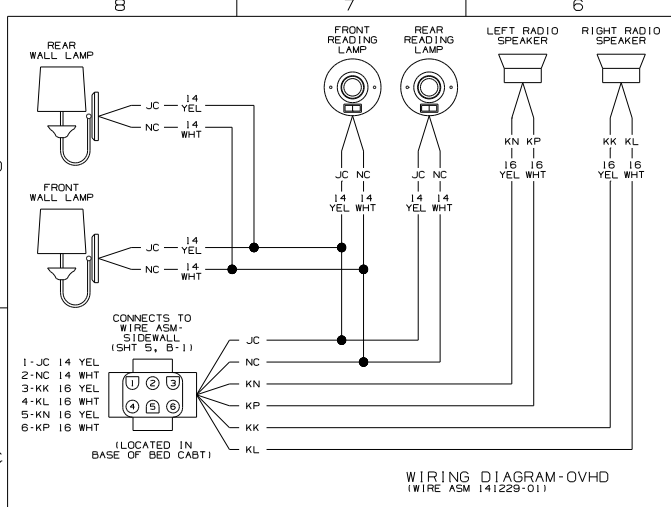 8
7
6
REAR
WALL LAMP
FRONT
READING
LAMP
REAR
READING
LAMP
LEFT RADIO
SPEAKER
RIGHT RADIO
SPEAKER
JC 14
YEL
NC 14
WHT
KN KP
16 16
YEL WHT
KK KL
16 16
YEL WHT
JC NC
14 14
YEL WHT
JC NC
14 14
YEL WHT
FRONT
WALL LAMP
JC 14
YEL
NC 14
WHT
CONNECTS TO
WIRE ASM-
SIDEWALL
(SHT 5, B-1)
1-JC 14 YEL
2-NC 14 WHT
3-KK 16 YEL
4-KL 16 WHT
5-KN 16 YEL
6-KP 16 WHT
1 2 3
4 5 6
JC
NC
KN
KP
KK
KL
(LOCATED IN
BASE OF BED CABT)
WIRING DIAGRAM-OVHD
(WIRE ASM 141229-01)